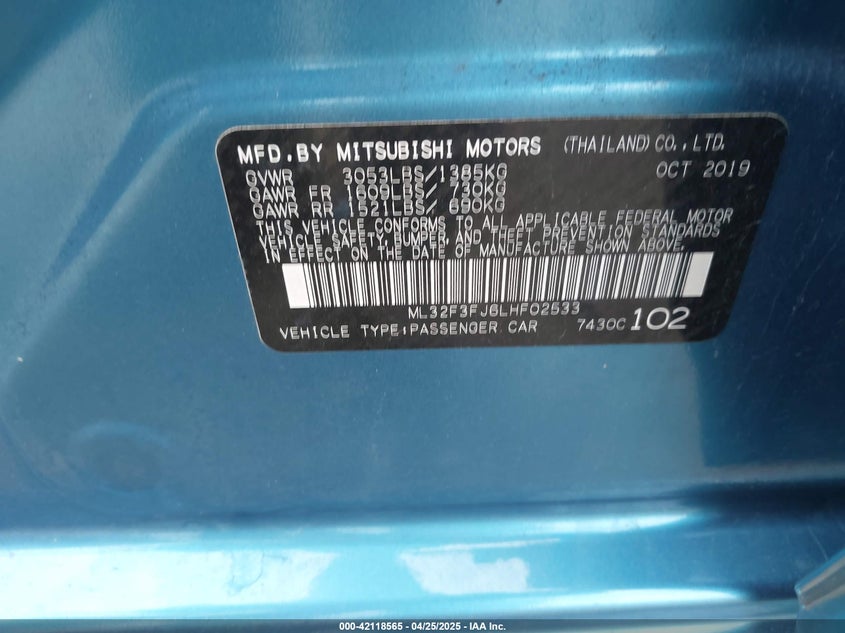 MFD.BY MITSUBISHI MOTORS (THAILAND)CO.,LTD.
GVWR 3053LBS/1385KG OCT 2019
GAWR FR 1609LBS/ 730KG
GAWR RR 1521LBS/ 690KG
THIS VEHICLE CONFORMS TO ALL APPLICABLE FEDERAL MOTOR
VEHICLE SAFETY, BUMPER, AND THEFT PREVENTION STANDARDS
IN EFFECT ON THE DATE OF MANUFACTURE SHOWN ABOVE.
ML32F3FJ6LHF02533
VEHICLE TYPE:PASSENGER CAR 7430C 102
000-42118565 - 04/25/2025 - IAA Inc.